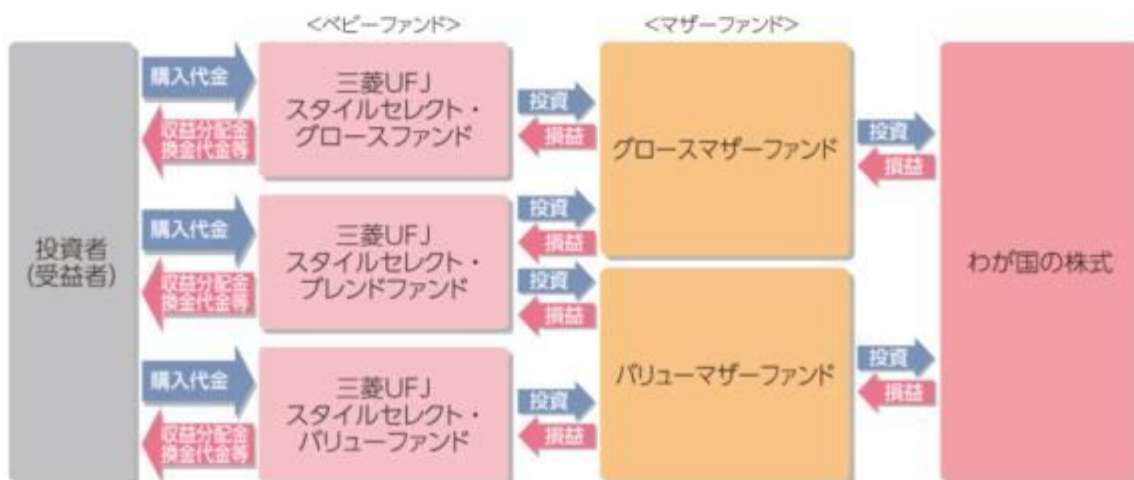 <ベビーファンド>
<マザーファンド>
投資者
(受益者)
購入代金
収益分配金
換金代金等
三菱UFJ
スタイルセレクト・
グロースファンド
投資
損益
購入代金
収益分配金
換金代金等
三菱UFJ
スタイルセレクト・
ブレンドファンド
投資
損益
投資
損益
購入代金
収益分配金
換金代金等
三菱UFJ
スタイルセレクト・
バリューファンド
投資
損益
グロースマザーファンド
投資
損益
バリューマザーファンド
投資
損益
わが国の株式